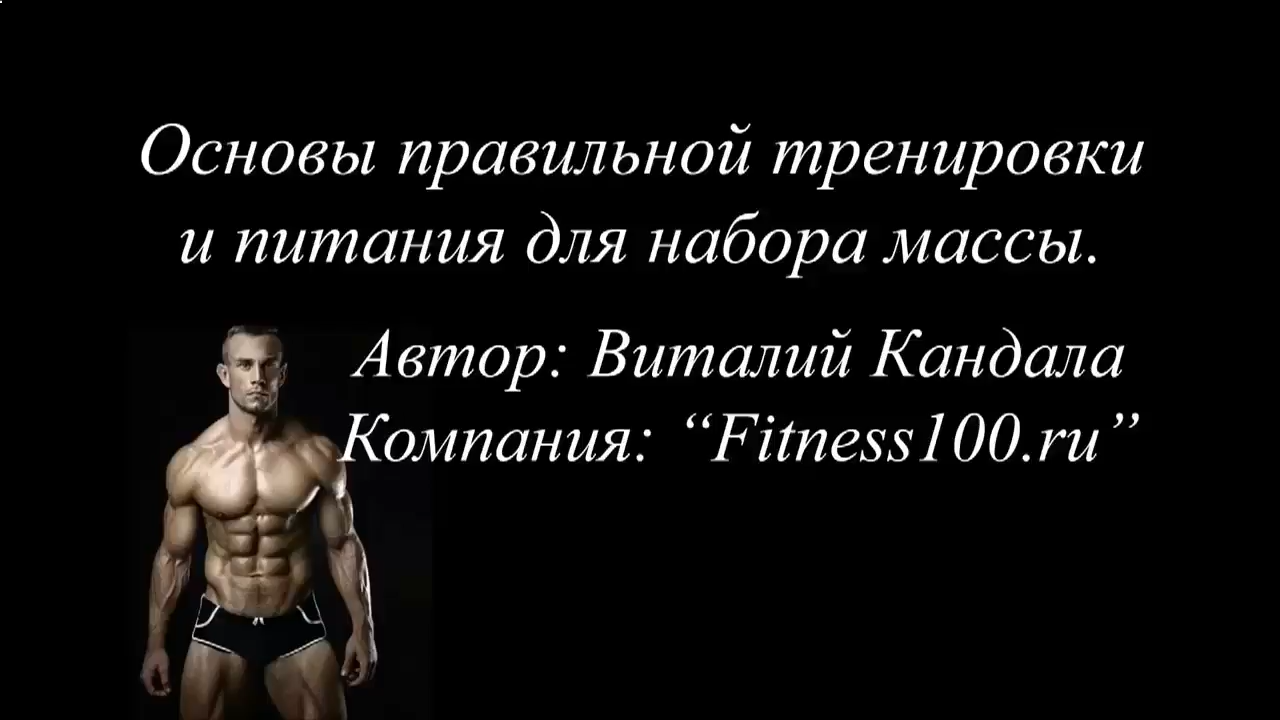 Основы правильной тренировки
и питания для набора массы.
Автор: Виталий Кандала
Компания: “Fitness100.ru”